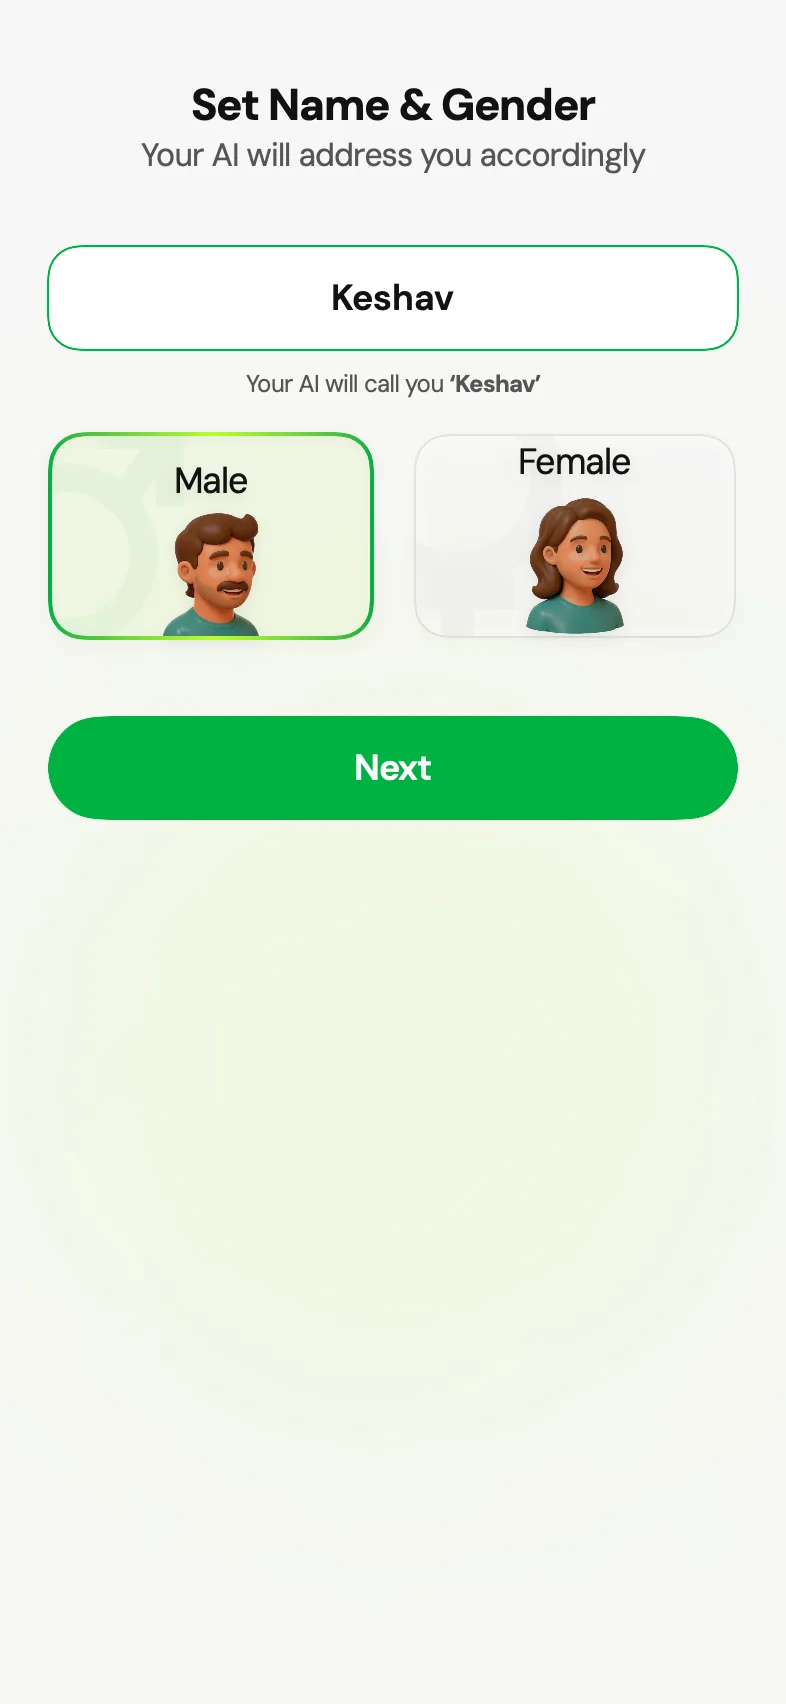 Set Name & Gender
Your AI will address you accordingly
Keshav
Your AI will call you ‘Keshav’
Male
Female
Next